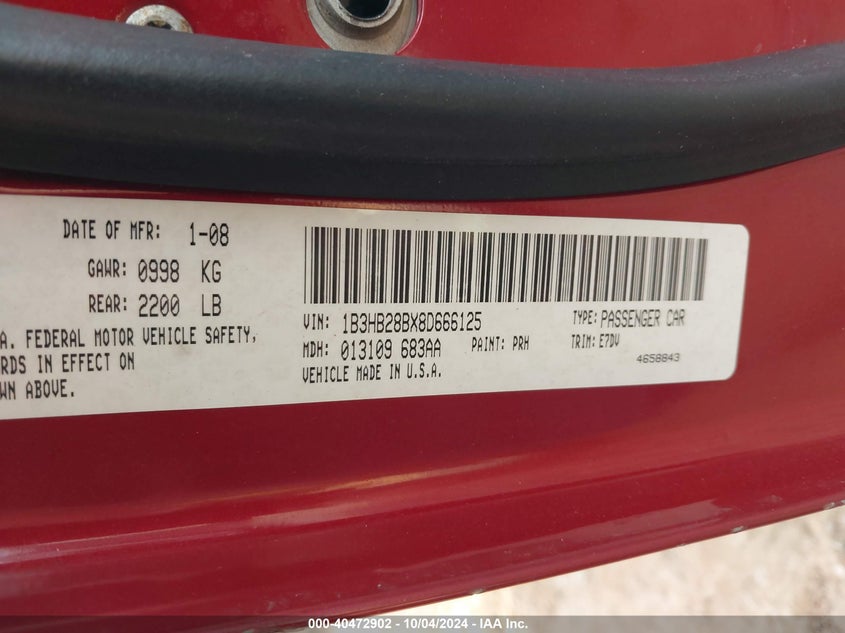 DATE OF MFR: 1-08
GAWR: 0998 KG
REAR: 2200 LB
A. FEDERAL MOTOR VEHICLE SAFETY,
RDS IN EFFECT ON
WN ABOVE.
VIN: 1B3HB28BX8D666125 TYPE: PASSENGER CAR
MDH: 013109 683AA PAINT: PRH TRIM: E7DV
VEHICLE MADE IN U.S.A. 4658843
000-40472902 - 10/04/2024 - IAA Inc.